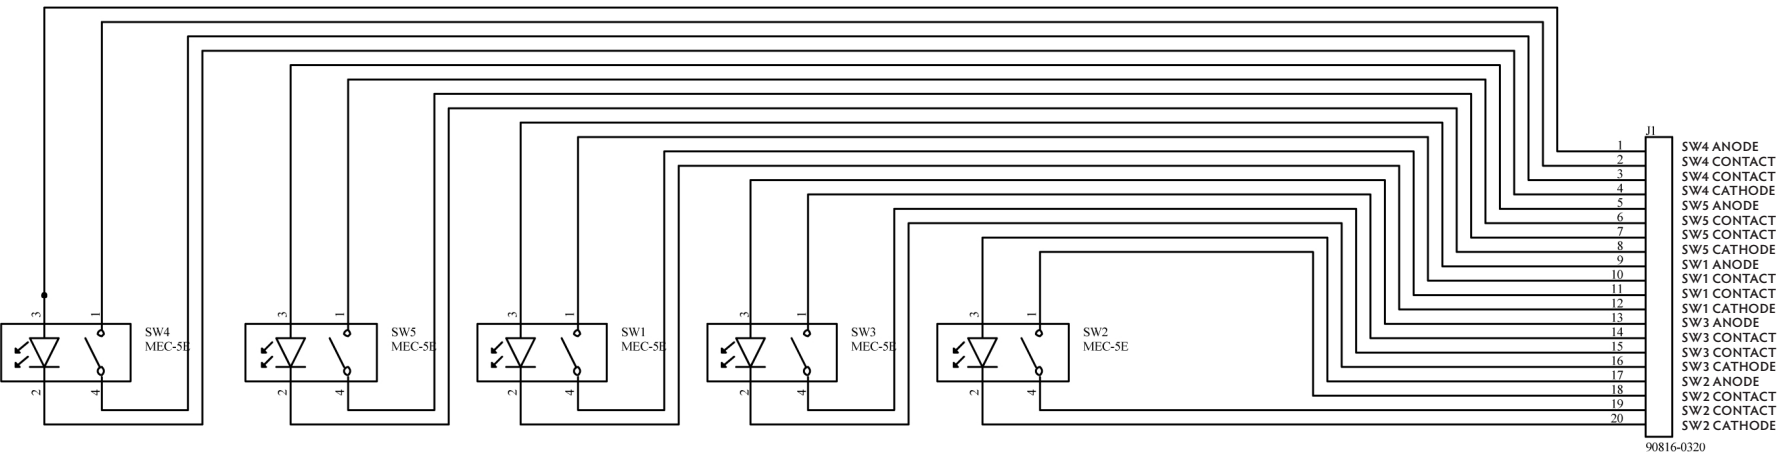 J1
1 SW4 ANODE
2 SW4 CONTACT
3 SW4 CONTACT
4 SW4 CATHODE
5 SW5 ANODE
6 SW5 CONTACT
7 SW5 CONTACT
8 SW5 CATHODE
9 SW1 ANODE
10 SW1 CONTACT
11 SW1 CONTACT
12 SW1 CATHODE
13 SW3 ANODE
14 SW3 CONTACT
15 SW3 CONTACT
16 SW3 CATHODE
17 SW2 ANODE
18 SW2 CONTACT
19 SW2 CONTACT
20 SW2 CATHODE
90816-0320
3 1
SW4
MEC-5E
2 4
3 1
SW5
MEC-5E
2 4
3 1
SW1
MEC-5E
2 4
3 1
SW3
MEC-5E
2 4
3 1
SW2
MEC-5E
2 4